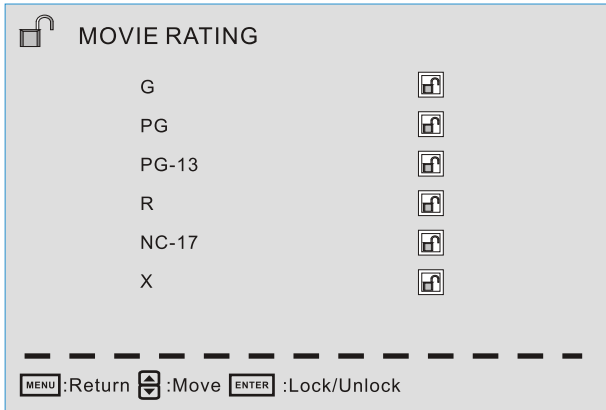 MOVIE RATING
G
PG
PG-13
R
NC-17
X
MENU:Return :Move ENTER :Lock/Unlock